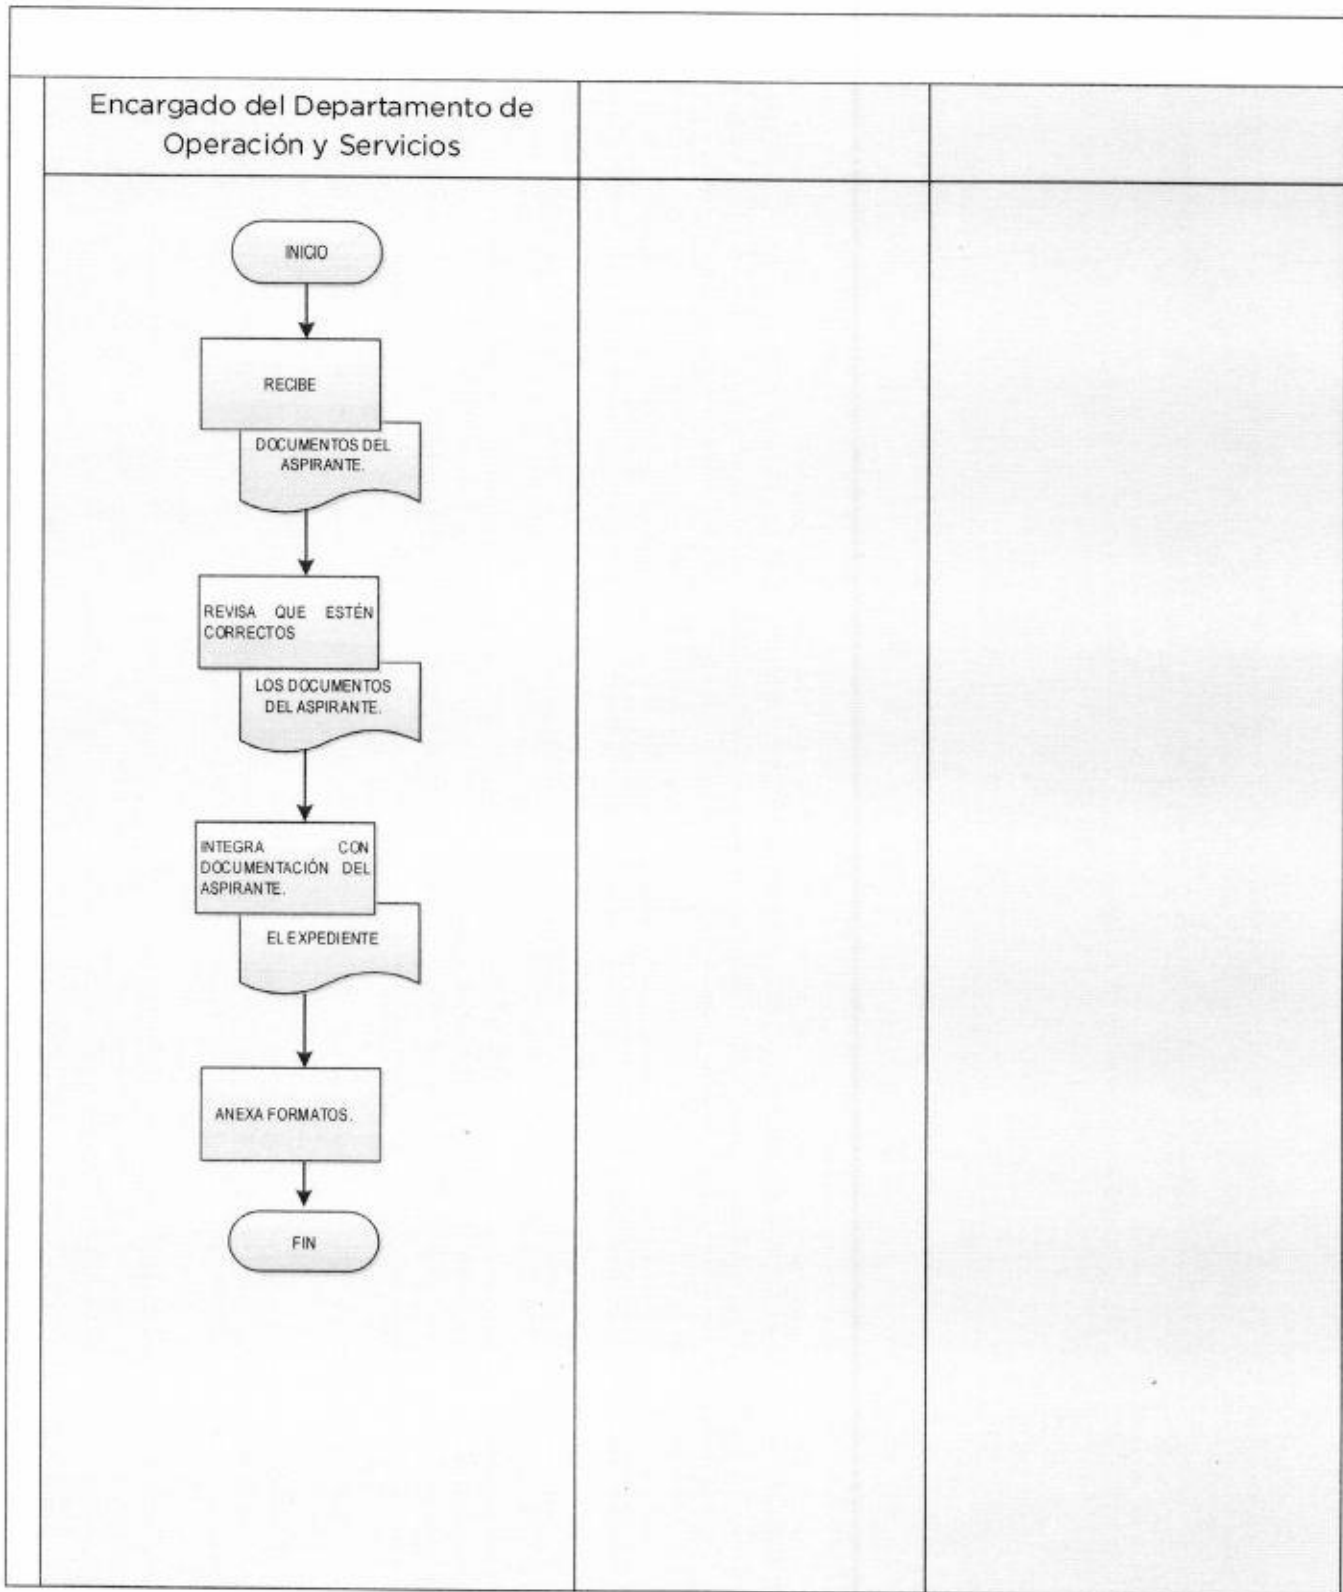 Encargado del Departamento de
Operación y Servicios
INICIO
RECIBE
DOCUMENTOS DEL
ASPIRANTE.
REVISA QUE ESTÉN
CORRECTOS
LOS DOCUMENTOS
DEL ASPIRANTE.
INTEGRA CON
DOCUMENTACIÓN DEL
ASPIRANTE.
EL EXPEDIENTE
ANEXA FORMATOS.
FIN